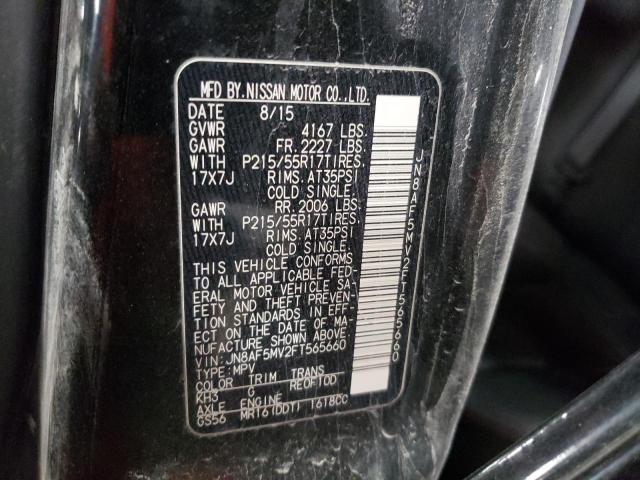 MFD BY.NISSAN MOTOR CO.,LTD.
DATE 8/15
GVWR 4167 LBS.
GAWR FR. 2227 LBS.
WITH P215/55R17TIRES.
17X7J RIMS. AT35PSI
COLD SINGLE.
GAWR RR. 2006 LBS.
WITH P215/55R17TIRES.
17X7J RIMS. AT35PSI
COLD SINGLE.
THIS VEHICLE CONFORMS
TO ALL APPLICABLE FED-
ERAL MOTOR VEHICLE SA-
FETY AND THEFT PREVEN-
TION STANDARDS IN EFF-
ECT ON THE DATE OF MA-
NUFACTURE SHOWN ABOVE.
VIN: JN8AF5MV2FT565660
TYPE: MPV
COLOR TRIM TRANS
KH3 G RE0F10D
AXLE ENGINE
GS56 MR16(DDT) 1618CC
JN8AF5MV2FT565660